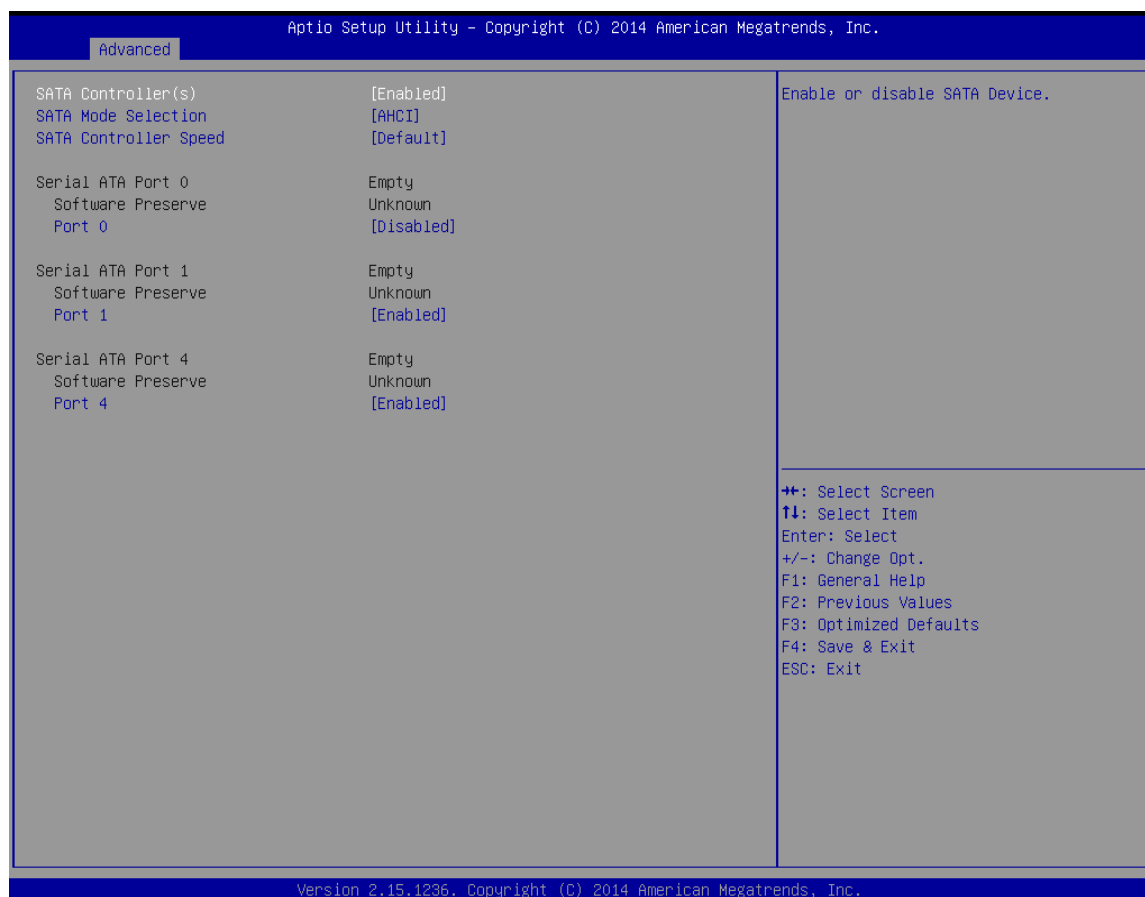 Aptio Setup Utility – Copyright (C) 2014 American Megatrends, Inc.
Advanced
SATA Controller(s) [Enabled]
SATA Mode Selection [AHCI]
SATA Controller Speed [Default]
Serial ATA Port 0 Empty
Software Preserve Unknown
Port 0 [Disabled]
Serial ATA Port 1 Empty
Software Preserve Unknown
Port 1 [Enabled]
Serial ATA Port 4 Empty
Software Preserve Unknown
Port 4 [Enabled]
Enable or disable SATA Device.
→←: Select Screen
↑↓: Select Item
Enter: Select
+/-: Change Opt.
F1: General Help
F2: Previous Values
F3: Optimized Defaults
F4: Save & Exit
ESC: Exit
Version 2.15.1236. Copyright (C) 2014 American Megatrends, Inc.